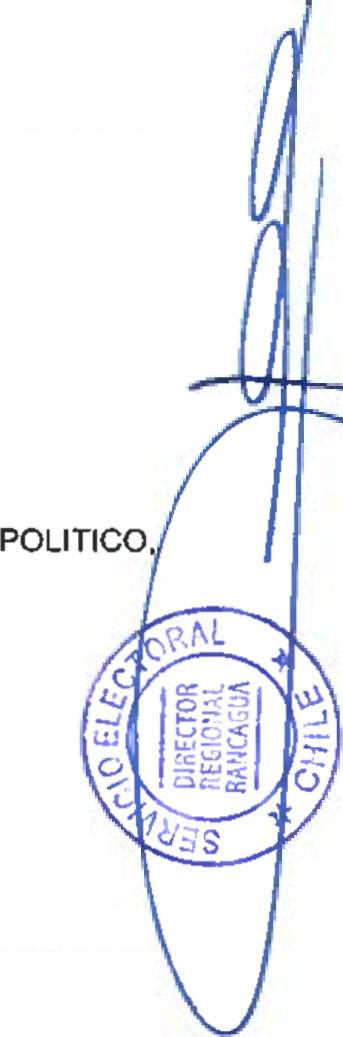 POLITICO,
SERVICIO ELECTORAL
★ CHILE ★
DIRECTOR
REGIONAL
RANCAGUA